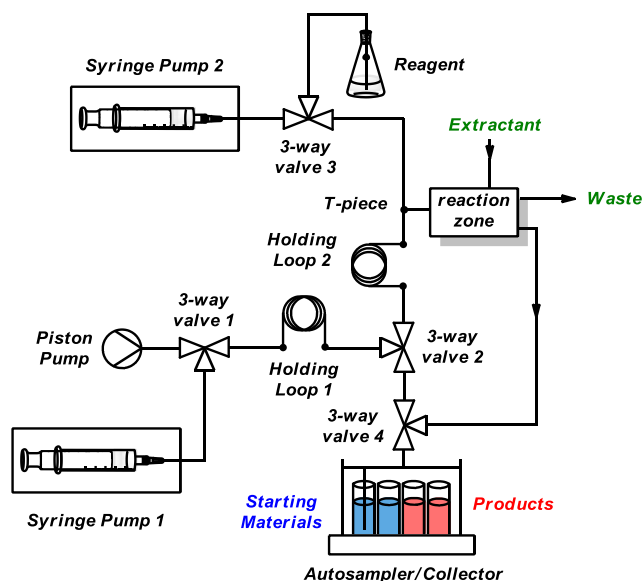 Syringe Pump 2
Reagent
3-way
valve 3
Extractant
T-piece
reaction
zone
Waste
Holding
Loop 2
3-way
valve 1
Piston
Pump
Holding
Loop 1
3-way
valve 2
3-way
valve 4
Syringe Pump 1
Starting
Materials
Products
Autosampler/Collector